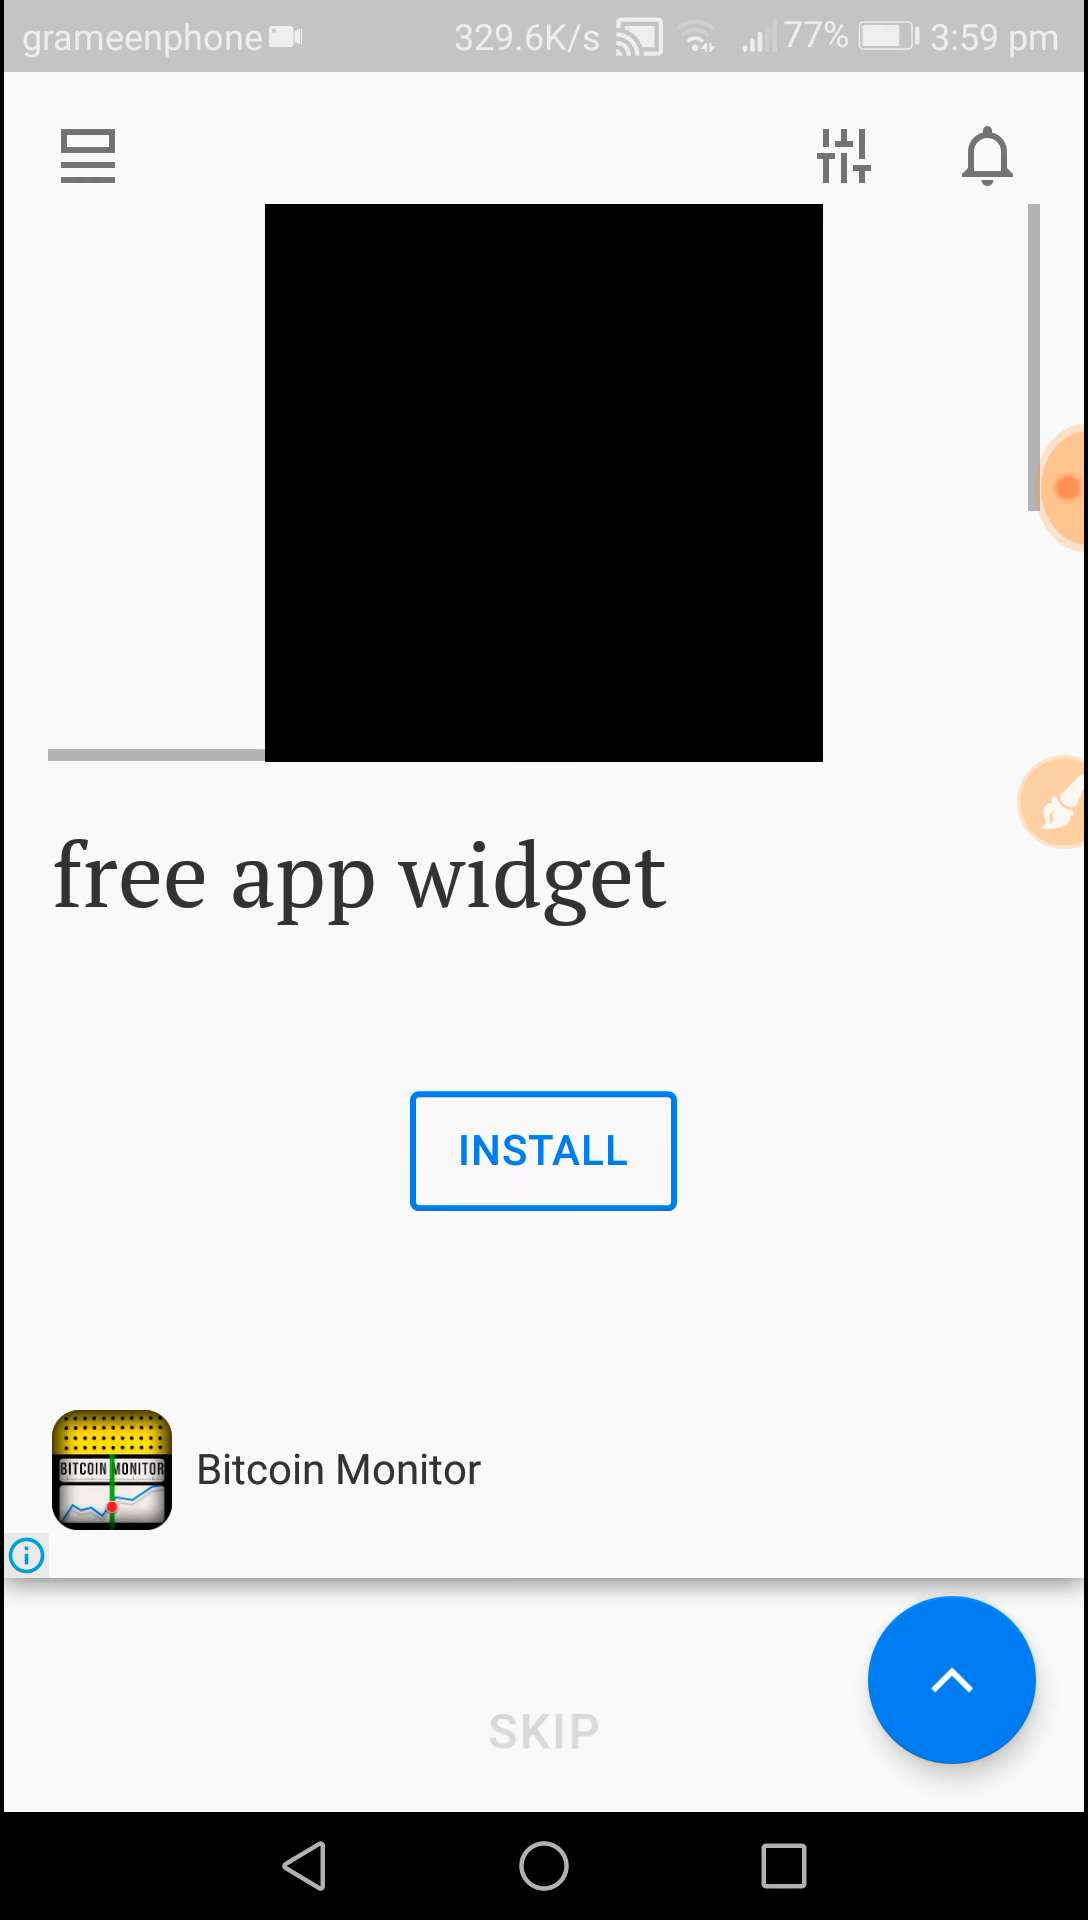 grameenphone 329.6K/s 77% 3:59 pm
free app widget
INSTALL
BITCOIN MONITOR
Bitcoin Monitor
SKIP